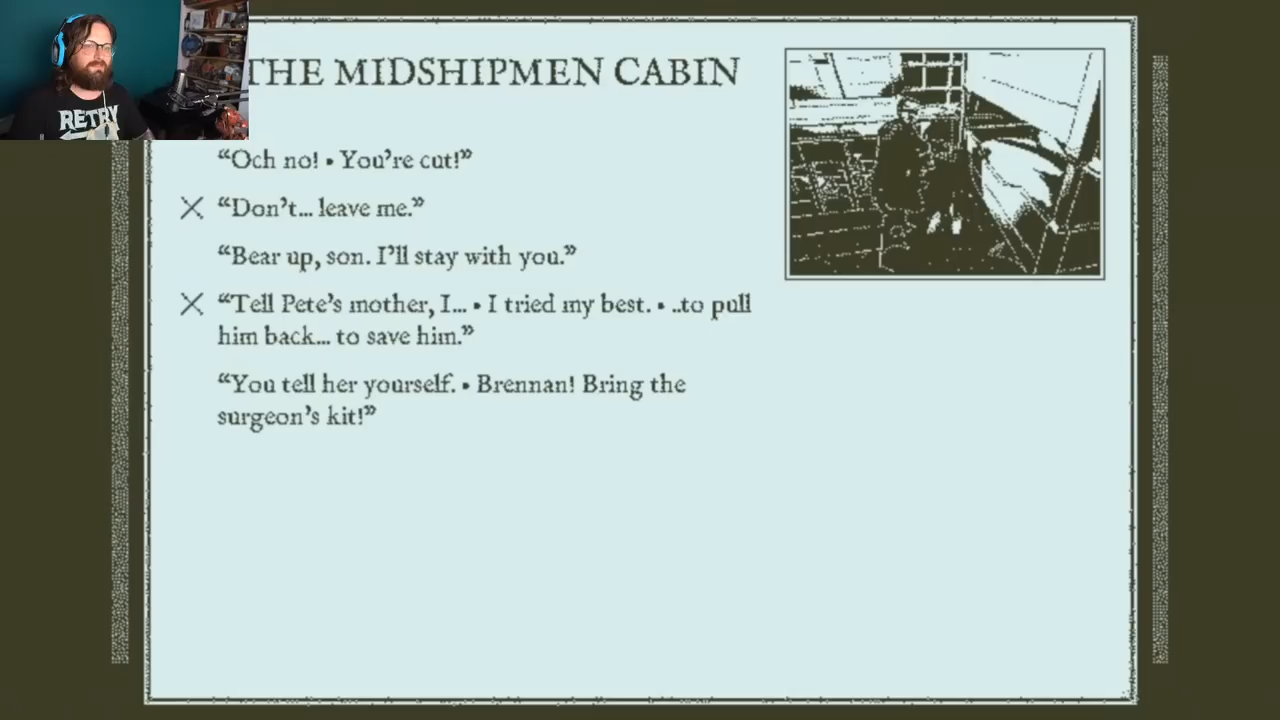 THE MIDSHIPMEN CABIN
RETRY
“Och no! • You’re cut!”
“Don’t... leave me.”
“Bear up, son. I’ll stay with you.”
“Tell Pete’s mother, I... • I tried my best. • ..to pull
him back... to save him.”
“You tell her yourself. • Brennan! Bring the
surgeon’s kit!”